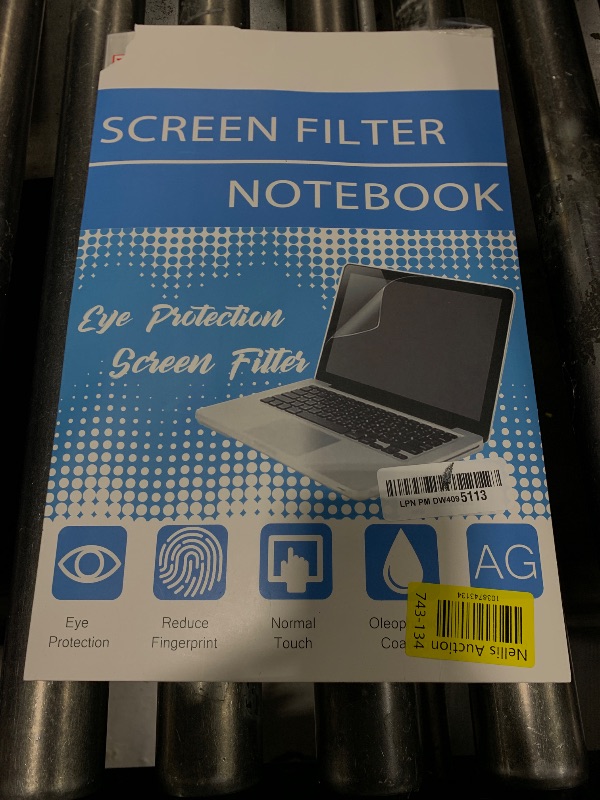 SCREEN FILTER
NOTEBOOK
Eye Protection
Screen Filter
LPN PM DW409 5113
AG
Eye
Protection
Reduce
Fingerprint
Normal
Touch
Nellis Auction
743-134
1038743134